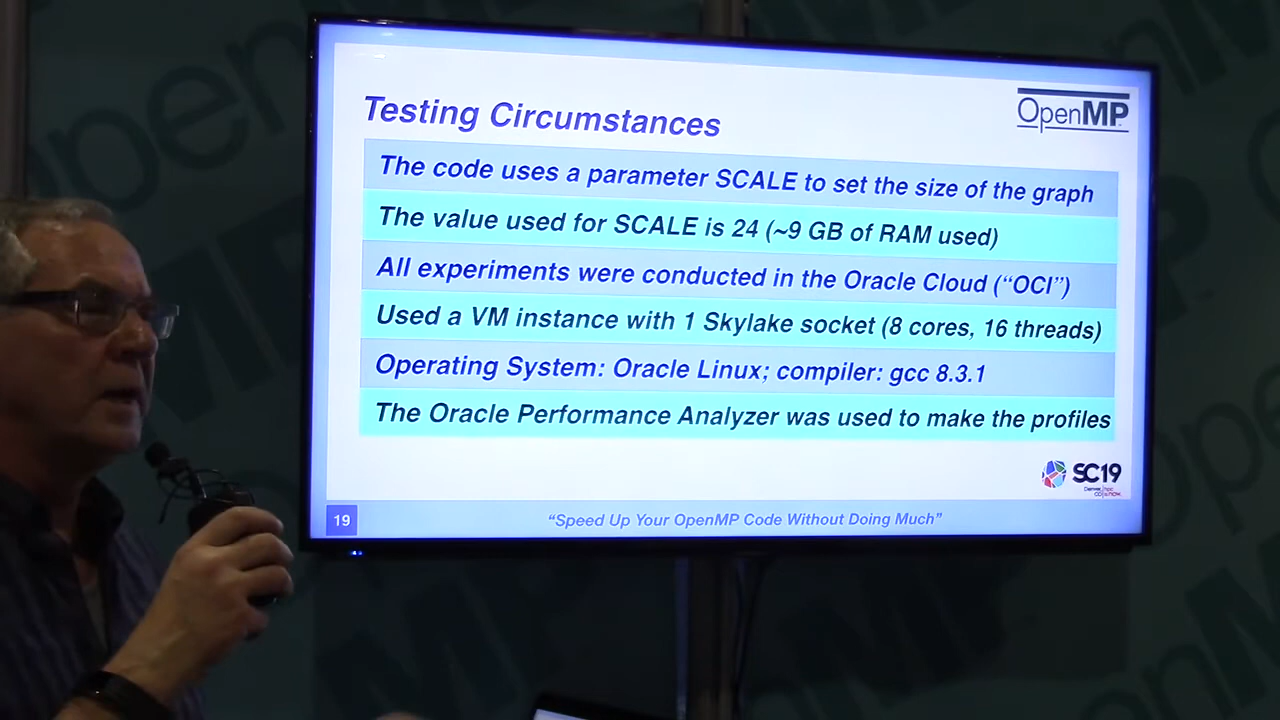 Testing Circumstances
OpenMP
The code uses a parameter SCALE to set the size of the graph
The value used for SCALE is 24 (~9 GB of RAM used)
All experiments were conducted in the Oracle Cloud (“OCI”)
Used a VM instance with 1 Skylake socket (8 cores, 16 threads)
Operating System: Oracle Linux; compiler: gcc 8.3.1
The Oracle Performance Analyzer was used to make the profiles
SC19
19
“Speed Up Your OpenMP Code Without Doing Much”